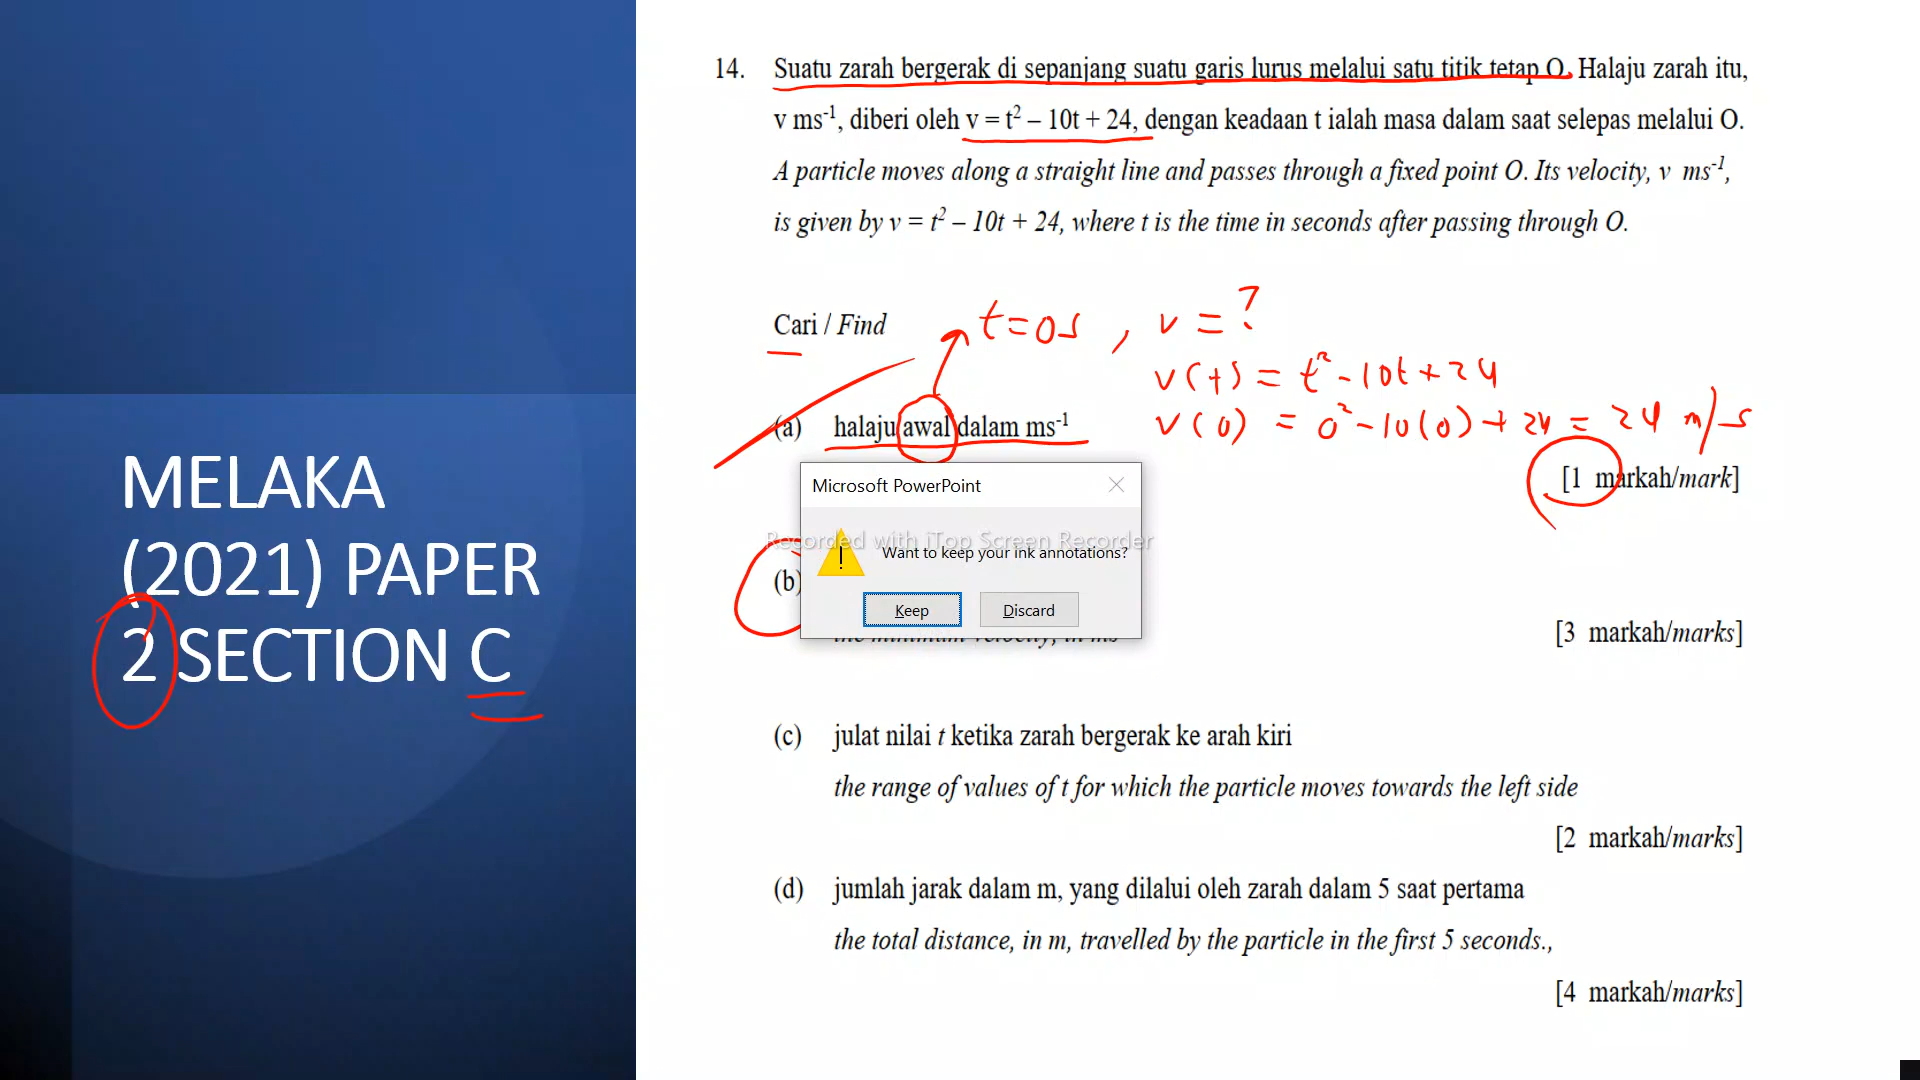 14. Suatu zarah bergerak di sepanjang suatu garis lurus melalui satu titik tetap O. Halaju zarah itu,
v ms⁻¹, diberi oleh v = t² – 10t + 24, dengan keadaan t ialah masa dalam saat selepas melalui O.
A particle moves along a straight line and passes through a fixed point O. Its velocity, v ms⁻¹,
is given by v = t² – 10t + 24, where t is the time in seconds after passing through O.
Cari / Find
t=0s , v = ?
v(t) = t² - 10t + 24
(a) halaju awal dalam ms⁻¹
v(0) = 0² - 10(0) + 24 = 24 m/s
[1 markah/mark]
Microsoft PowerPoint
Recorded with iTop Screen Recorder
Want to keep your ink annotations?
(b)
Keep
Discard
the minimum velocity, in ms
[3 markah/marks]
MELAKA
(2021) PAPER
2 SECTION C
(c) julat nilai t ketika zarah bergerak ke arah kiri
the range of values of t for which the particle moves towards the left side
[2 markah/marks]
(d) jumlah jarak dalam m, yang dilalui oleh zarah dalam 5 saat pertama
the total distance, in m, travelled by the particle in the first 5 seconds.,
[4 markah/marks]